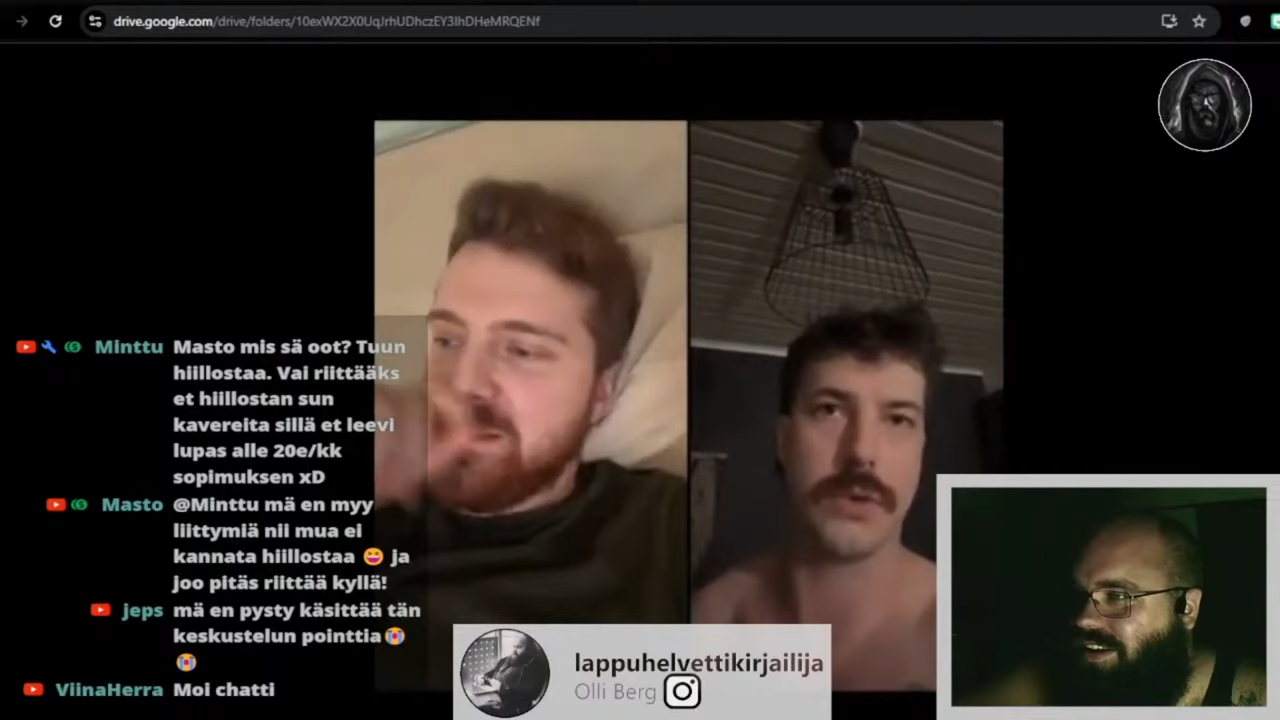 drive.google.com/drive/folders/10exWX2X0UqJrhUDhczEY3IhDHeMRQENf
Minttu Masto mis sä oot? Tuun
hiillostaa. Vai riittääks
et hiillostan sun
kavereita sillä et leevi
lupas alle 20e/kk
sopimuksen xD
Masto @Minttu mä en myy
liittymiä nii mua ei
kannata hiillostaa 😆 ja
joo pitäs riittää kyllä!
jeps mä en pysty käsittää tän
keskustelun pointtia😭
😭
ViinaHerra Moi chatti
lappuhelvettikirjailija
Olli Berg